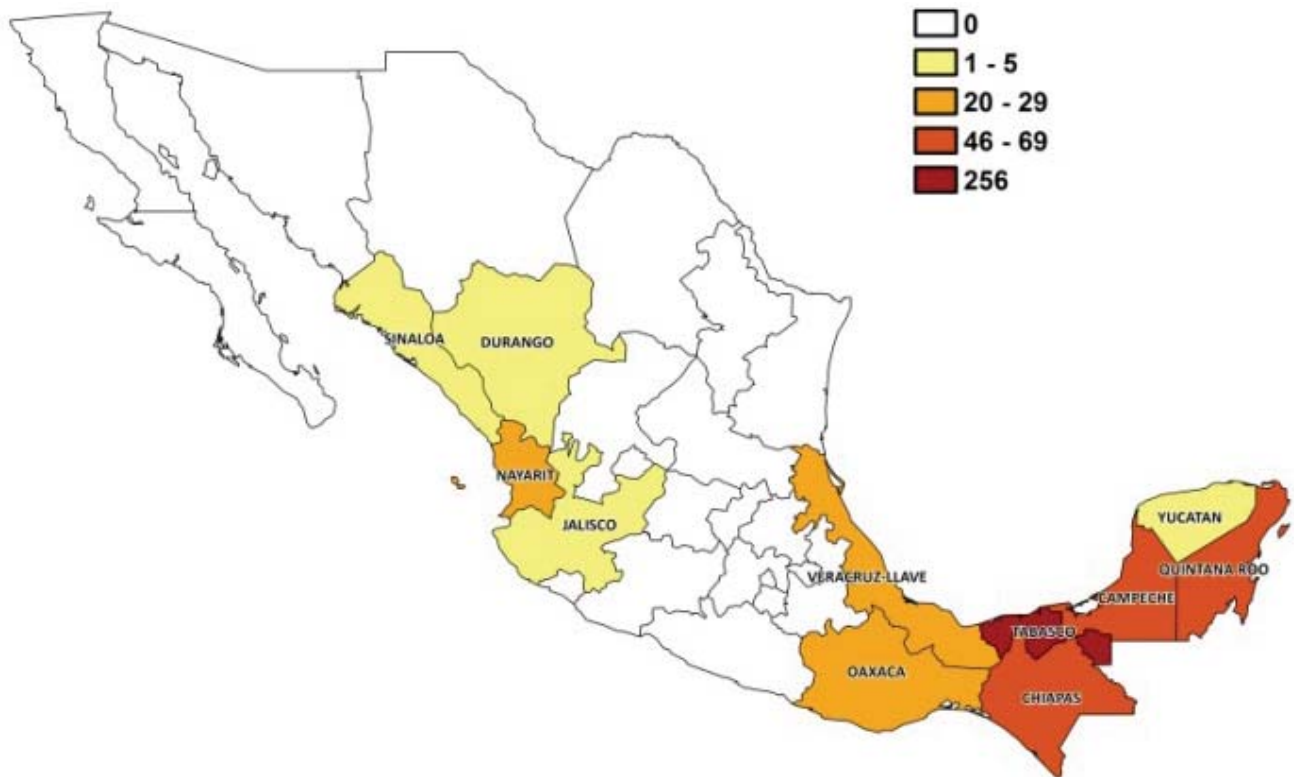 0
1 - 5
20 - 29
46 - 69
256
SINALOA
DURANGO
NAYARIT
JALISCO
YUCATAN
QUINTANA ROO
VERACRUZ-LLAVE
CAMPECHE
TABASCO
OAXACA
CHIAPAS